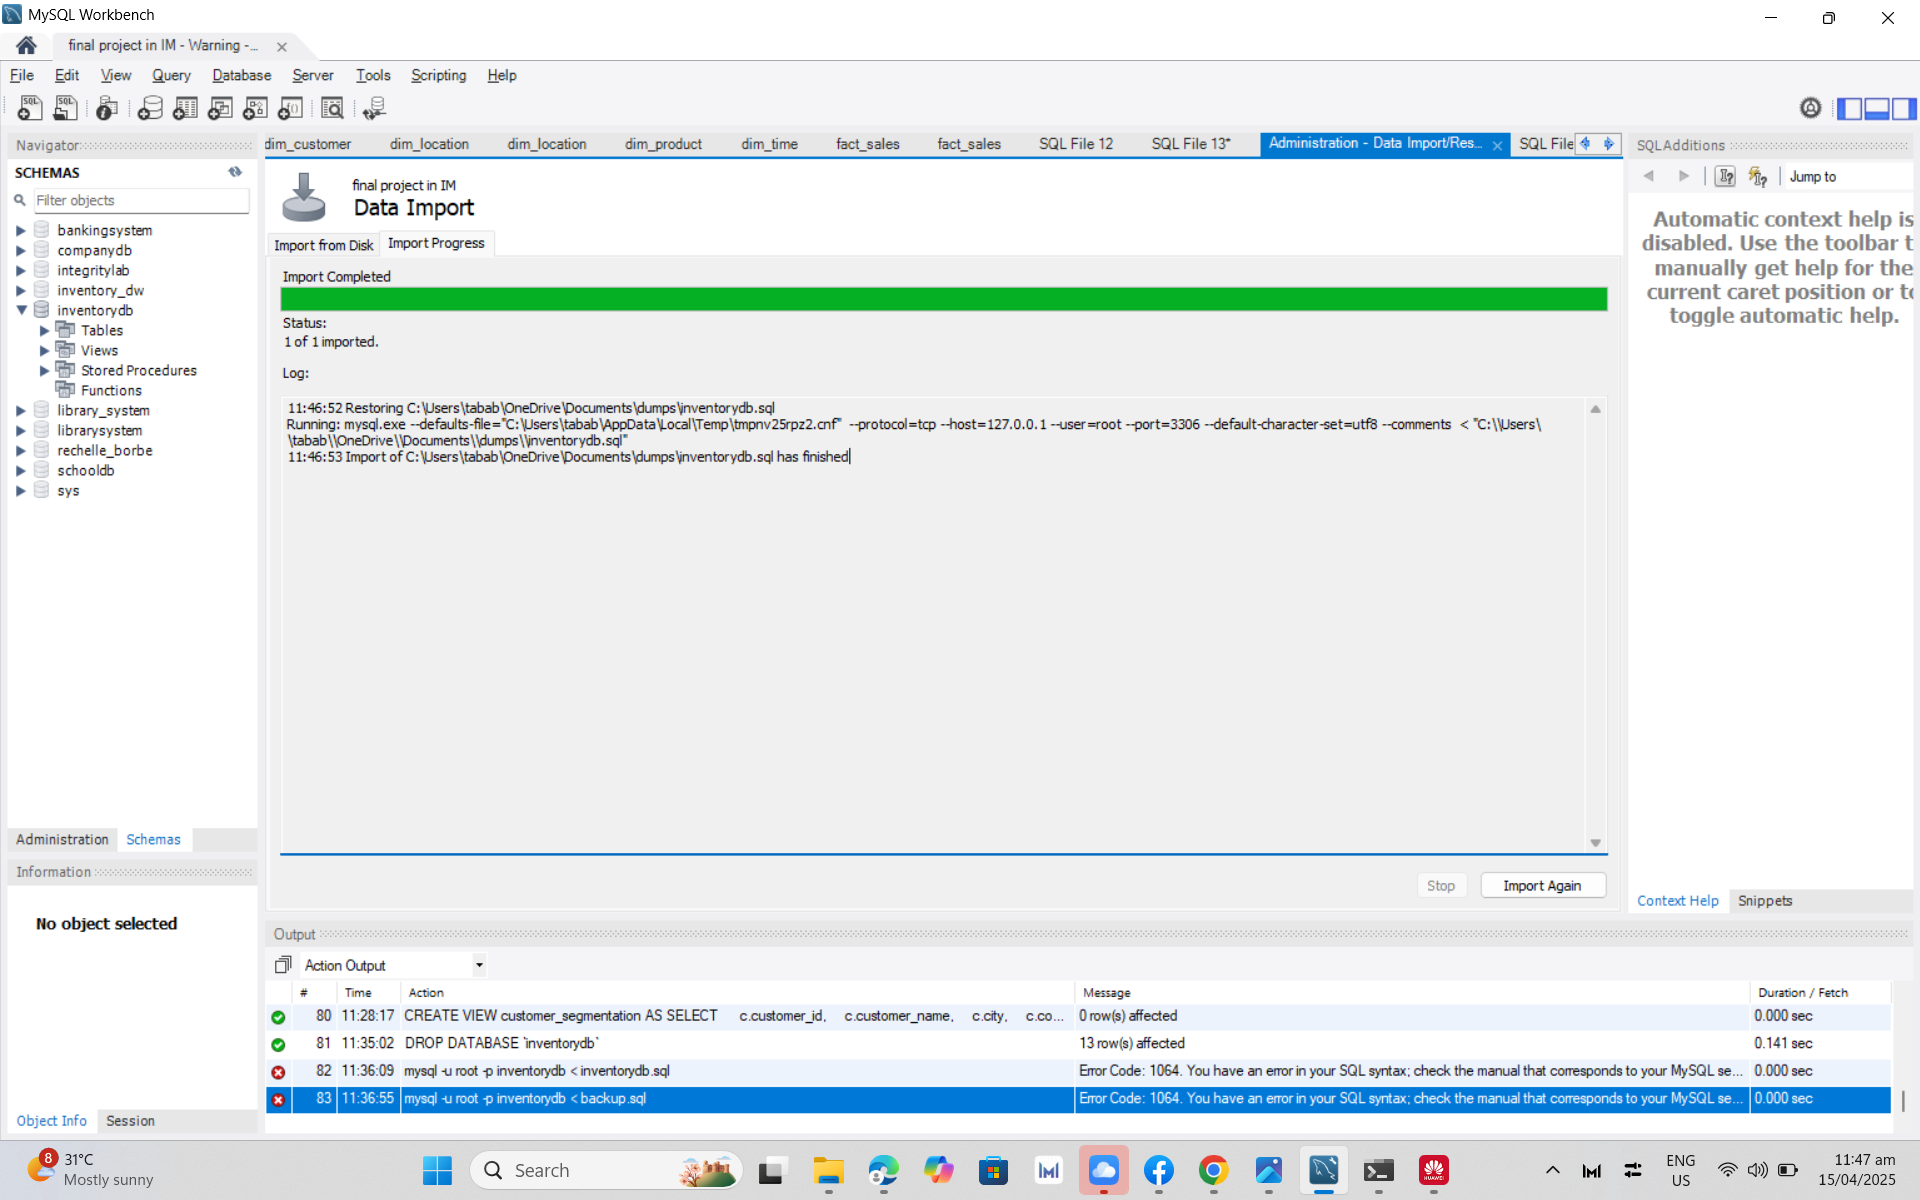 MySQL Workbench
final project in IM - Warning -...
File Edit View Query Database Server Tools Scripting Help
Navigator
SCHEMAS
Filter objects
bankingsystem
companydb
integritylab
inventory_dw
inventorydb
Tables
Views
Stored Procedures
Functions
library_system
librarysystem
rechelle_borbe
schooldb
sys
Administration Schemas
Information
No object selected
Object Info Session
dim_customer dim_location dim_location dim_product dim_time fact_sales fact_sales SQL File 12 SQL File 13* Administration - Data Import/Res... SQL File
final project in IM
Data Import
Import from Disk Import Progress
Import Completed
Status:
1 of 1 imported.
Log:
11:46:52 Restoring C:\Users\tabab\OneDrive\Documents\dumps\inventorydb.sql
Running: mysql.exe --defaults-file="C:\Users\tabab\AppData\Local\Temp\tmpnv25rpz2.cnf" --protocol=tcp --host=127.0.0.1 --user=root --port=3306 --default-character-set=utf8 --comments < "C:\\Users\
\tabab\\OneDrive\\Documents\\dumps\\inventorydb.sql"
11:46:53 Import of C:\Users\tabab\OneDrive\Documents\dumps\inventorydb.sql has finished
Stop Import Again
SQLAdditions
Jump to
Automatic context help is
disabled. Use the toolbar t
manually get help for the
current caret position or to
toggle automatic help.
Context Help Snippets
Output
Action Output
# Time Action Message Duration / Fetch
80 11:28:17 CREATE VIEW customer_segmentation AS SELECT c.customer_id, c.customer_name, c.city, c.co... 0 row(s) affected 0.000 sec
81 11:35:02 DROP DATABASE `inventorydb` 13 row(s) affected 0.141 sec
82 11:36:09 mysql -u root -p inventorydb < inventorydb.sql Error Code: 1064. You have an error in your SQL syntax; check the manual that corresponds to your MySQL se... 0.000 sec
83 11:36:55 mysql -u root -p inventorydb < backup.sql Error Code: 1064. You have an error in your SQL syntax; check the manual that corresponds to your MySQL se... 0.000 sec
8 31°C
Mostly sunny
Search
HUAWEI
ENG
US
11:47 am
15/04/2025